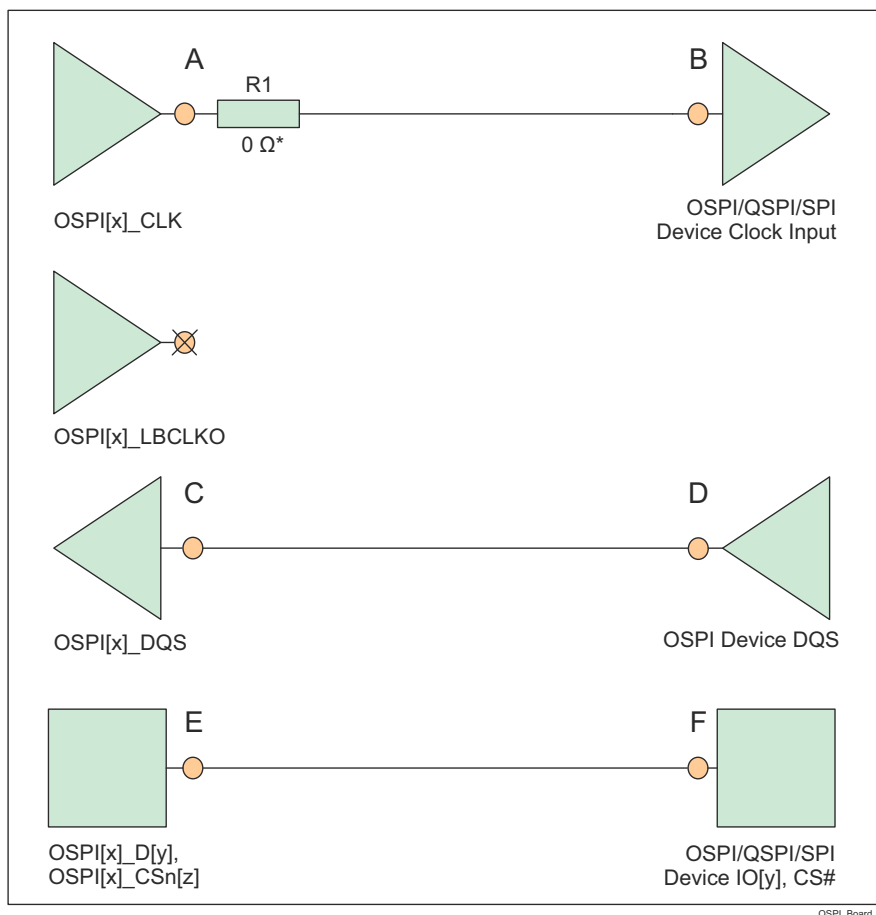 A
B
R1
0 Ω*
OSPI[x]_CLK
OSPI/QSPI/SPI
Device Clock Input
OSPI[x]_LBCLKO
C
D
OSPI[x]_DQS
OSPI Device DQS
E
F
OSPI[x]_D[y],
OSPI[x]_CSn[z]
OSPI/QSPI/SPI
Device IO[y], CS#